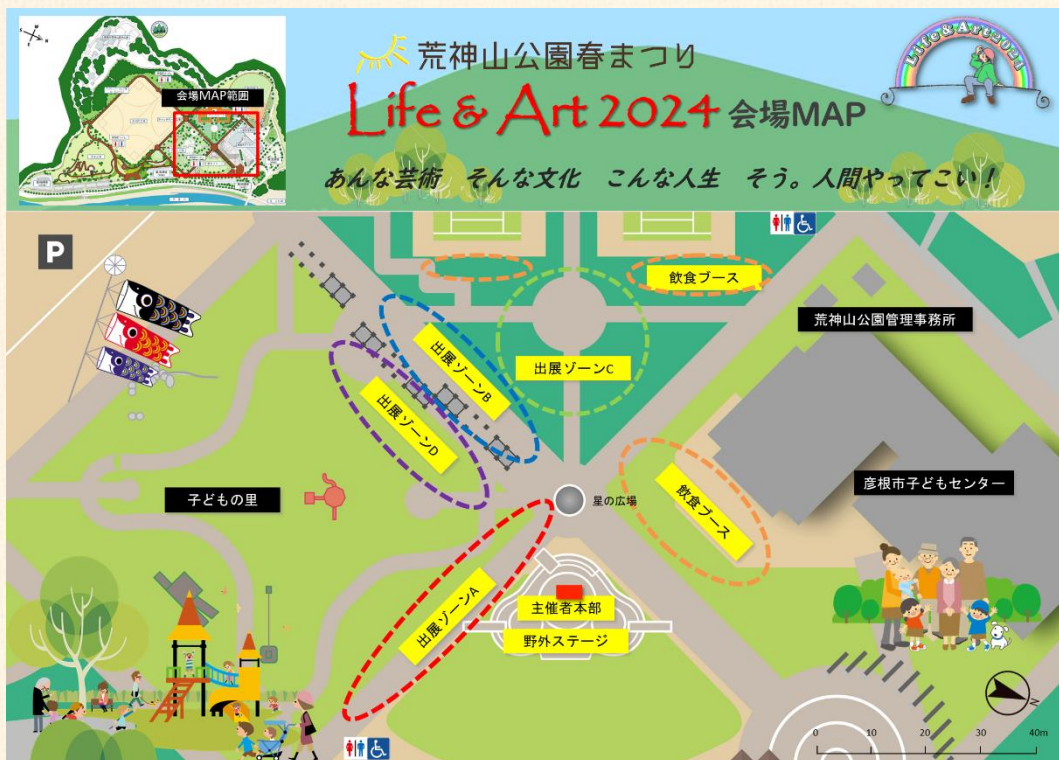 会場MAP範囲
荒神山公園春まつり
Life & Art 2024 会場MAP
あんな芸術　そんな文化　こんな人生　そう。人間やってこい！
Life & Art 2024
P
飲食ブース
荒神山公園管理事務所
出展ゾーンB
出展ゾーンC
出展ゾーンD
子どもの里
星の広場
飲食ブース
彦根市子どもセンター
出展ゾーンA
主催者本部
野外ステージ
N
0 10 20 30 40m